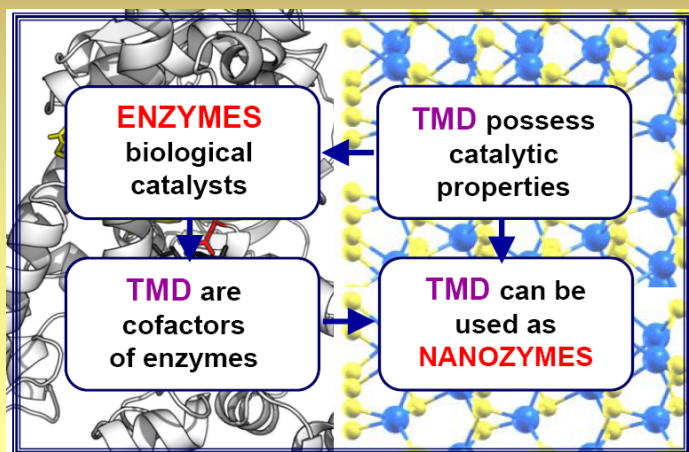 ENZYMES
biological
catalysts
TMD possess
catalytic
properties
TMD are
cofactors
of enzymes
TMD can be
used as
NANOZYMES